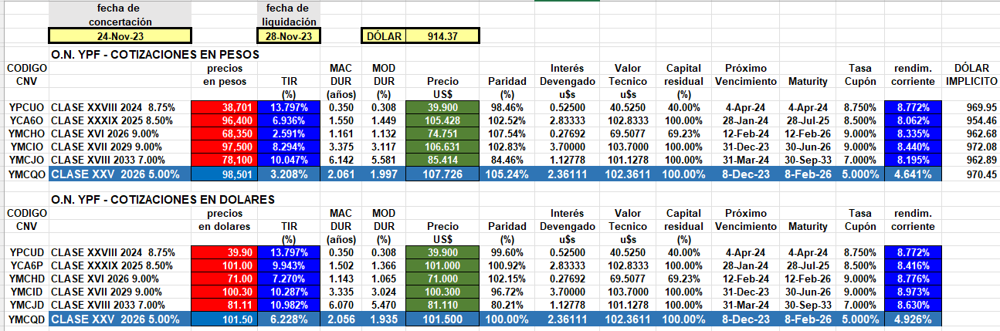 fecha de fecha de
concertación liquidación
24-Nov-23 28-Nov-23 DÓLAR 914.37
O.N. YPF - COTIZACIONES EN PESOS
CODIGO precios MAC MOD Interés Valor Capital Próximo Tasa rendim. DÓLAR
CNV en pesos TIR DUR DUR Precio Paridad Devengado Tecnico residual Vencimiento Maturity Cupón corriente IMPLICITO
(%) (años) (%) US$ (%) u$s u$s (%)
YPCUO CLASE XXVIII 2024 8.75% 38,701 13.797% 0.350 0.308 39.900 98.46% 0.52500 40.5250 40.00% 4-Apr-24 4-Apr-24 8.750% 8.772% 969.95
YCA6O CLASE XXXIX 2025 8.50% 96,400 6.936% 1.550 1.449 105.428 102.52% 2.83333 102.8333 100.00% 28-Jan-24 28-Jul-25 8.500% 8.062% 954.46
YMCHO CLASE XVI 2026 9.00% 68,350 2.591% 1.161 1.132 74.751 107.54% 0.27692 69.5077 69.23% 12-Feb-24 12-Feb-26 9.000% 8.335% 962.68
YMCIO CLASE XVII 2029 9.00% 97,500 8.294% 3.375 3.117 106.631 102.83% 3.70000 103.7000 100.00% 31-Dec-23 30-Jun-26 9.000% 8.440% 972.08
YMCJO CLASE XVIII 2033 7.00% 78,100 10.047% 6.142 5.581 85.414 84.46% 1.12778 101.1278 100.00% 31-Mar-24 30-Sep-33 7.000% 8.195% 962.89
YMCQO CLASE XXV 2026 5.00% 98,501 3.208% 2.061 1.997 107.726 105.24% 2.36111 102.3611 100.00% 8-Dec-23 8-Feb-26 5.000% 4.641% 970.45
O.N. YPF - COTIZACIONES EN DOLARES
CODIGO precios MAC MOD Interés Valor Capital Próximo Tasa rendim.
CNV en dolares TIR DUR DUR Precio Paridad Devengado Tecnico residual Vencimiento Maturity Cupón corriente
(%) (años) (%) US$ (%) u$s u$s (%)
YPCUD CLASE XXVIII 2024 8.75% 39.90 13.797% 0.350 0.308 39.900 99.60% 0.52500 40.5250 40.00% 4-Apr-24 4-Apr-24 8.750% 8.772%
YCA6P CLASE XXXIX 2025 8.50% 101.00 9.943% 1.502 1.366 101.000 100.92% 2.83333 102.8333 100.00% 28-Jan-24 28-Jul-25 8.500% 8.416%
YMCHD CLASE XVI 2026 9.00% 71.00 7.270% 1.143 1.065 71.000 102.15% 0.27692 69.5077 69.23% 12-Feb-24 12-Feb-26 9.000% 8.776%
YMCID CLASE XVII 2029 9.00% 100.30 10.287% 3.335 3.024 100.300 96.72% 3.70000 103.7000 100.00% 31-Dec-23 30-Jun-26 9.000% 8.973%
YMCJD CLASE XVIII 2033 7.00% 81.11 10.982% 6.070 5.470 81.110 80.21% 1.12778 101.1278 100.00% 31-Mar-24 30-Sep-33 7.000% 8.630%
YMCQD CLASE XXV 2026 5.00% 101.50 6.228% 2.056 1.935 101.500 100.00% 2.36111 102.3611 100.00% 8-Dec-23 8-Feb-26 5.000% 4.926%